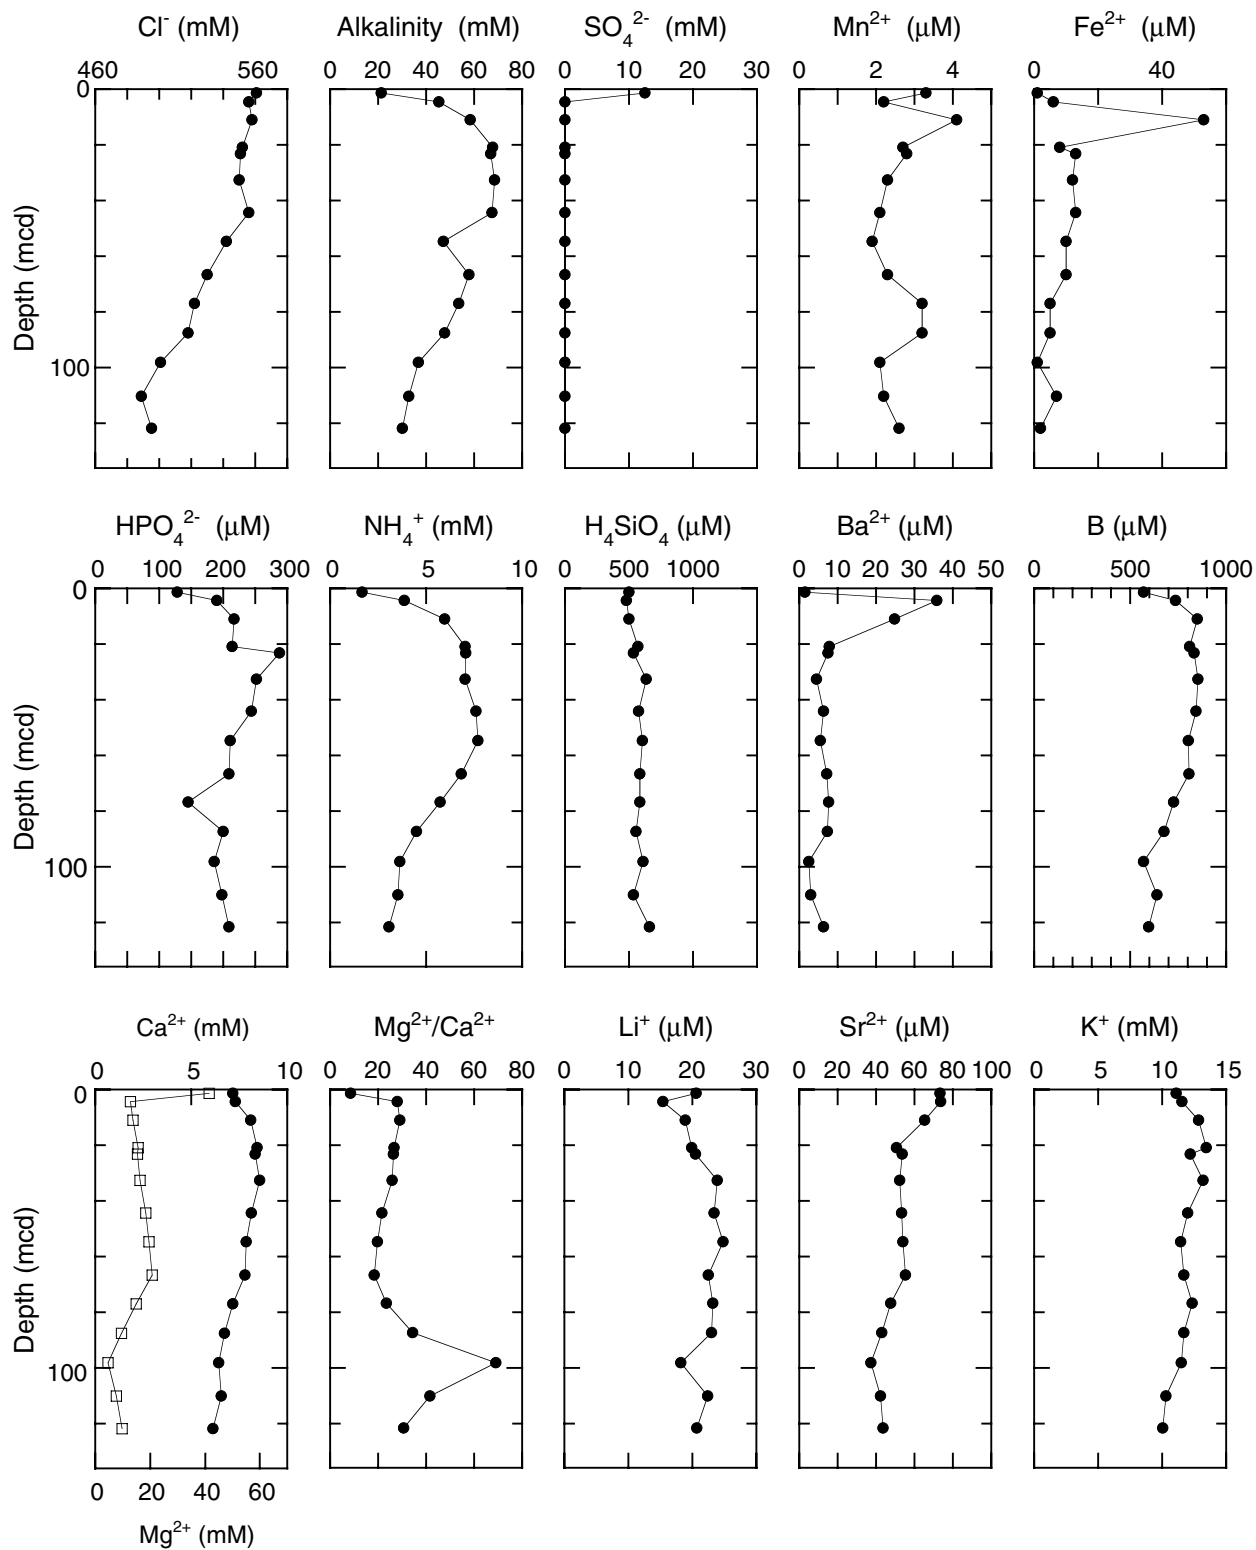 Cl⁻ (mM) Alkalinity (mM) SO₄²⁻ (mM) Mn²⁺ (μM) Fe²⁺ (μM)
460 560 0 20 40 60 80 0 10 20 30 0 2 4 0 40
0
Depth (mcd)
100
HPO₄²⁻ (μM) NH₄⁺ (mM) H₄SiO₄ (μM) Ba²⁺ (μM) B (μM)
0 100 200 300 0 5 10 0 500 1000 0 10 20 30 40 50 0 500 1000
0
Depth (mcd)
100
Ca²⁺ (mM) Mg²⁺/Ca²⁺ Li⁺ (μM) Sr²⁺ (μM) K⁺ (mM)
0 5 10 0 20 40 60 80 0 10 20 30 0 20 40 60 80 100 0 5 10 15
0
Depth (mcd)
100
0 20 40 60
Mg²⁺ (mM)